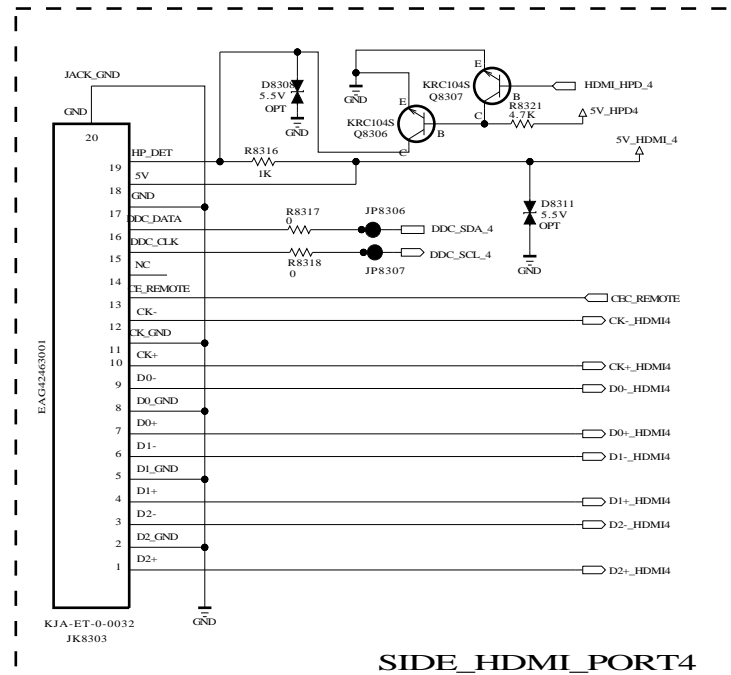 JACK_GND
GND
20
19
18
17
16
15
14
13
12
11
10
9
8
7
6
5
4
3
2
1
HP_DET
5V
GND
DDC_DATA
DDC_CLK
NC
CE_REMOTE
CK-
CK_GND
CK+
D0-
D0_GND
D0+
D1-
D1_GND
D1+
D2-
D2_GND
D2+
EAG42463001
KJA-ET-0-0032
JK8303
GND
D8308
5.5V
OPT
GND
GND
E
KRC104S
Q8306
B
C
E
KRC104S
Q8307
B
C
HDMI_HPD_4
R8321
4.7K
5V_HPD4
5V_HDMI_4
R8316
1K
R8317
0
JP8306
DDC_SDA_4
R8318
0
JP8307
DDC_SCL_4
D8311
5.5V
OPT
GND
CEC_REMOTE
CK-_HDMI4
CK+_HDMI4
D0-_HDMI4
D0+_HDMI4
D1-_HDMI4
D1+_HDMI4
D2-_HDMI4
D2+_HDMI4
SIDE_HDMI_PORT4